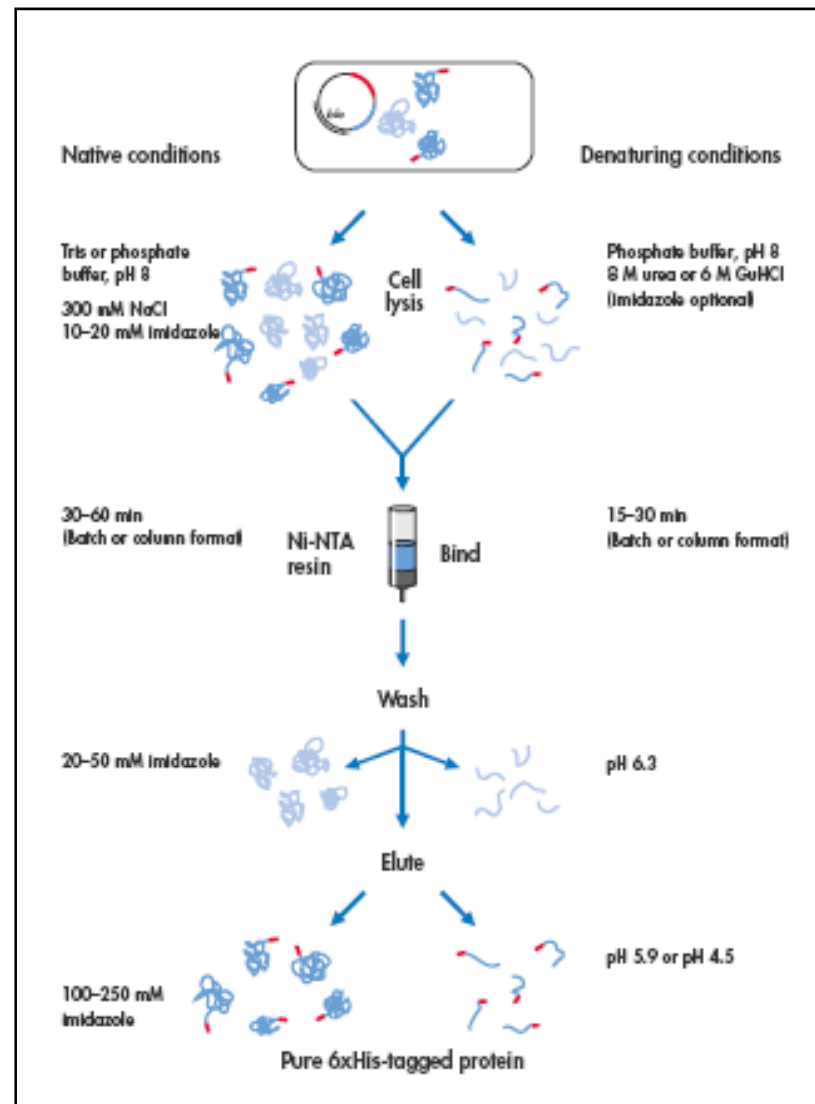 Native conditions
Denaturing conditions
Tris or phosphate
buffer, pH 8
300 mM NaCl
10–20 mM imidazole
Cell
lysis
Phosphate buffer, pH 8
8 M urea or 6 M GuHCl
(imidazole optional)
30–60 min
(Batch or column format)
Ni-NTA
resin
Bind
15–30 min
(Batch or column format)
Wash
20–50 mM imidazole
pH 6.3
Elute
100–250 mM
imidazole
pH 5.9 or pH 4.5
Pure 6xHis-tagged protein